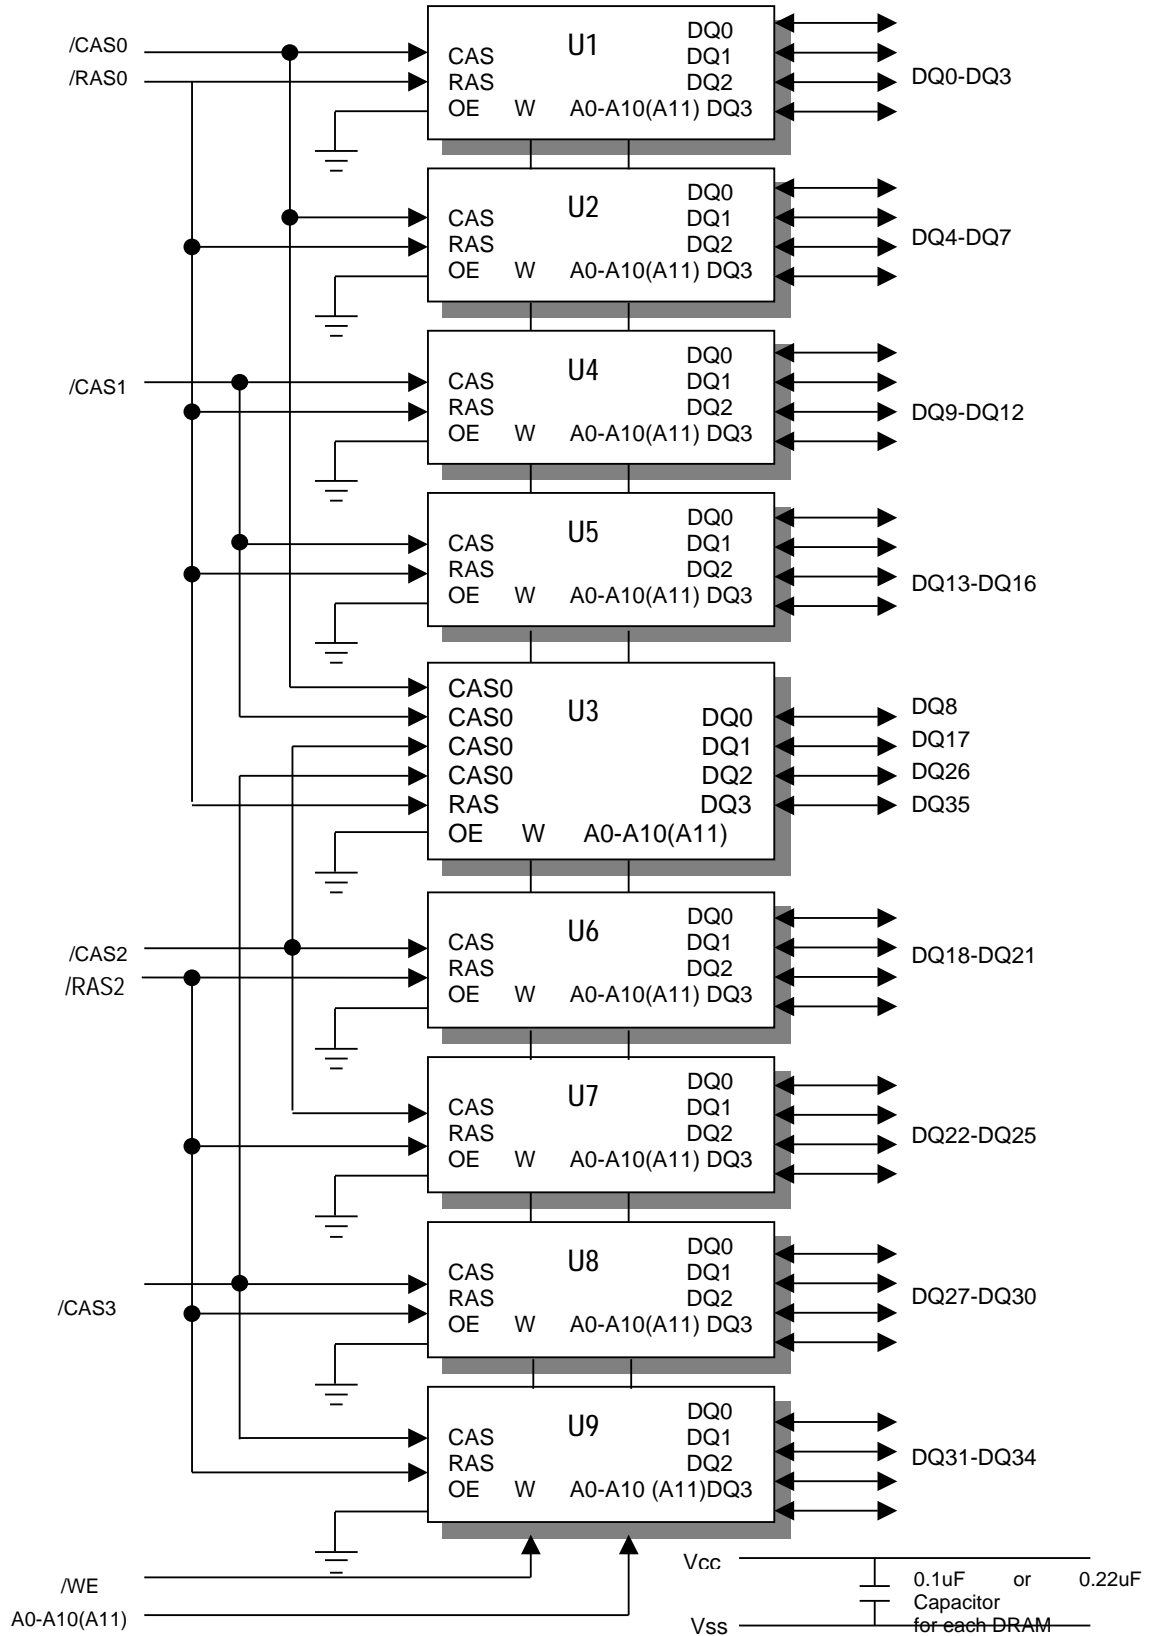 /CAS0
/RAS0
U1
CAS
RAS
OE W A0-A10(A11) DQ3
DQ0
DQ1
DQ2
DQ0-DQ3
U2
CAS
RAS
OE W A0-A10(A11) DQ3
DQ0
DQ1
DQ2
DQ4-DQ7
/CAS1
U4
CAS
RAS
OE W A0-A10(A11) DQ3
DQ0
DQ1
DQ2
DQ9-DQ12
U5
CAS
RAS
OE W A0-A10(A11) DQ3
DQ0
DQ1
DQ2
DQ13-DQ16
U3
CAS0
CAS0
CAS0
CAS0
RAS
OE W A0-A10(A11)
DQ0
DQ1
DQ2
DQ3
DQ8
DQ17
DQ26
DQ35
/CAS2
/RAS2
U6
CAS
RAS
OE W A0-A10(A11) DQ3
DQ0
DQ1
DQ2
DQ18-DQ21
U7
CAS
RAS
OE W A0-A10(A11) DQ3
DQ0
DQ1
DQ2
DQ22-DQ25
/CAS3
U8
CAS
RAS
OE W A0-A10(A11) DQ3
DQ0
DQ1
DQ2
DQ27-DQ30
U9
CAS
RAS
OE W A0-A10 (A11)DQ3
DQ0
DQ1
DQ2
DQ31-DQ34
/WE
A0-A10(A11)
Vcc
0.1uF or 0.22uF
Capacitor
for each DRAM
Vss